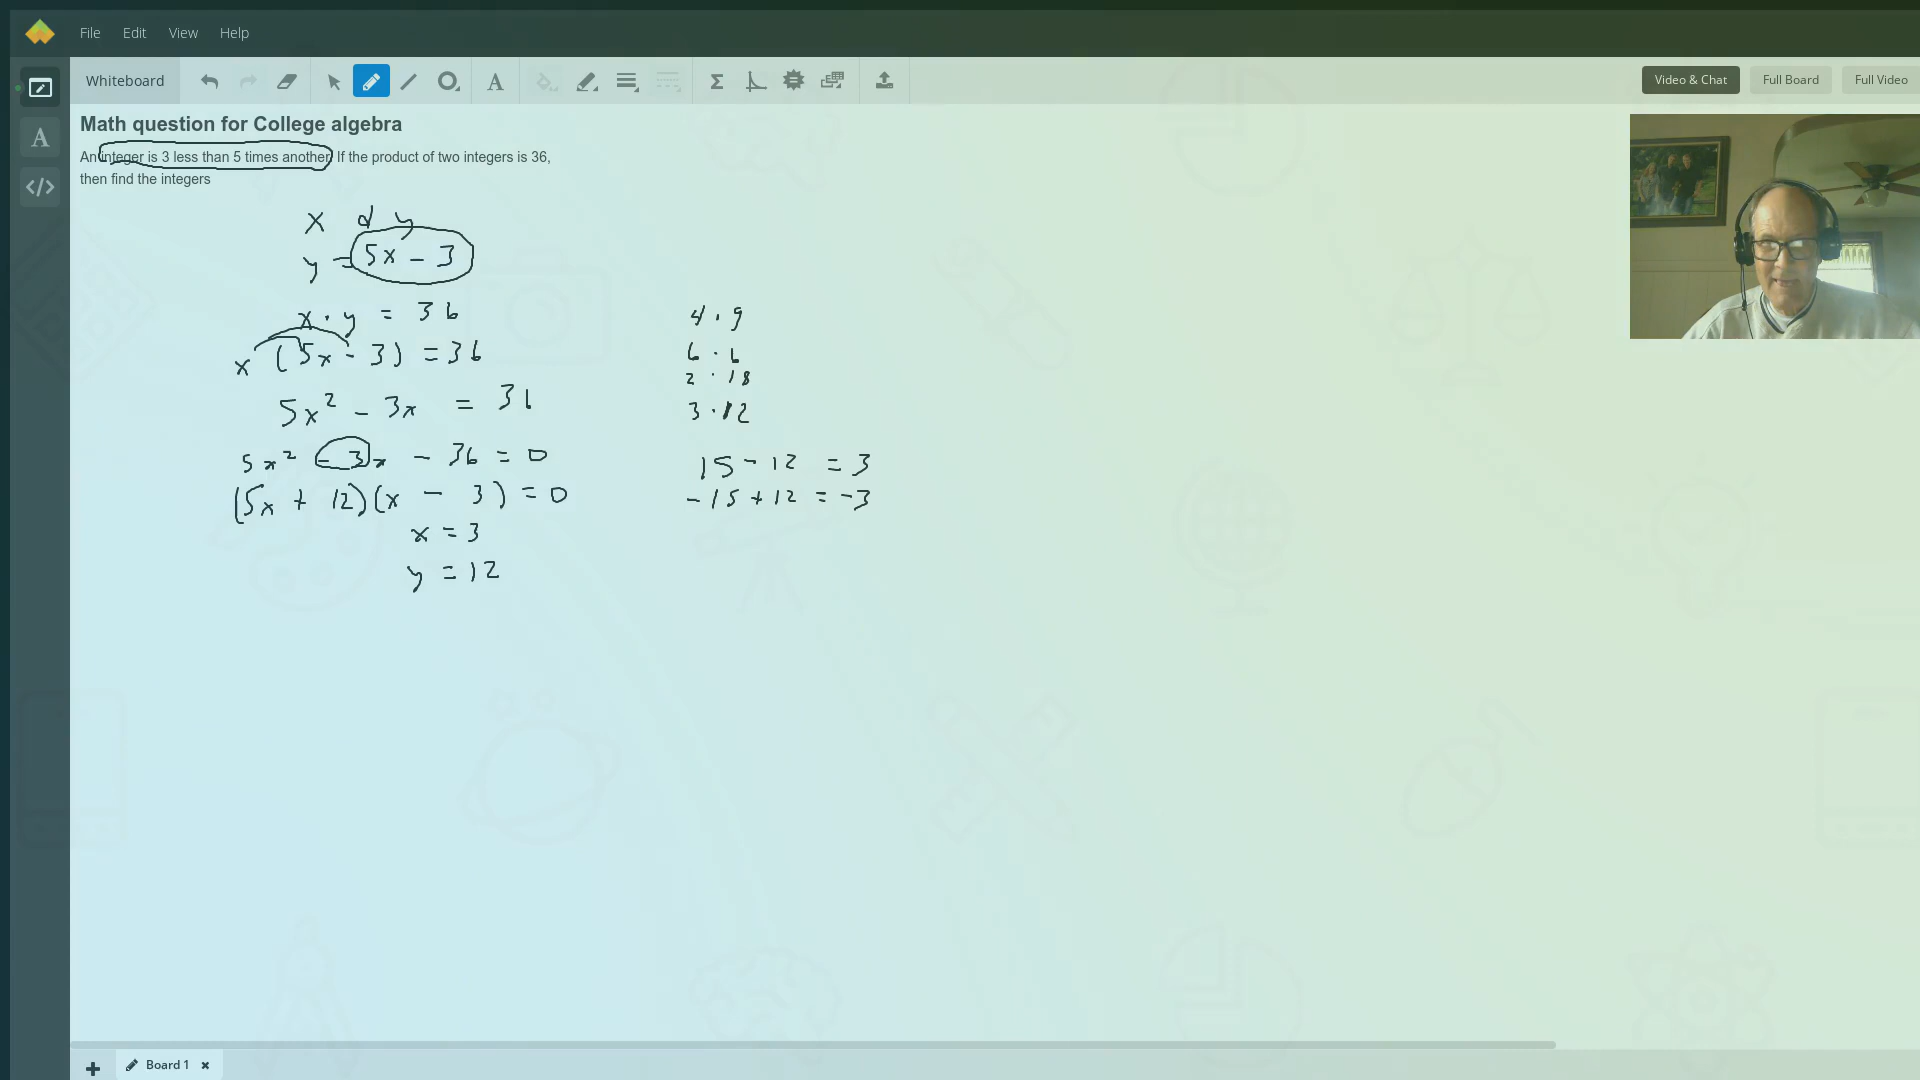 File Edit View Help
Whiteboard
Video & Chat Full Board Full Video
Math question for College algebra
An integer is 3 less than 5 times another. If the product of two integers is 36,
then find the integers
x y
y = 5x - 3
x · y = 36
x (5x - 3) = 36
5x² - 3x = 36
5x² - 3x - 36 = 0
(5x + 12)(x - 3) = 0
x = 3
y = 12
4 · 9
6 · 6
2 · 18
3 · 12
15 - 12 = 3
- 15 + 12 = -3
Board 1